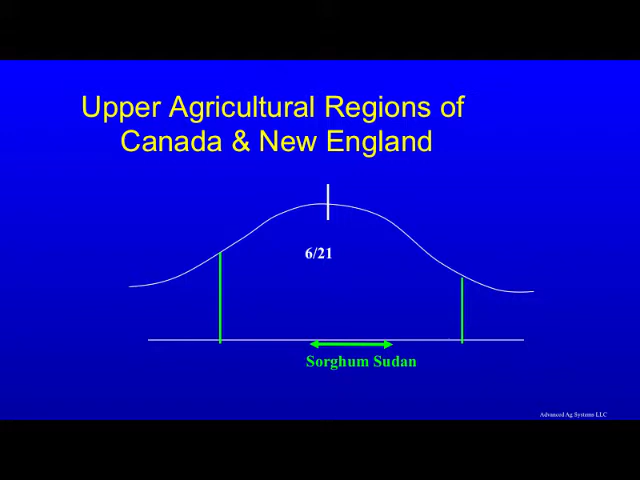 Upper Agricultural Regions of
Canada & New England
6/21
Sorghum Sudan
Advanced Ag Systems LLC